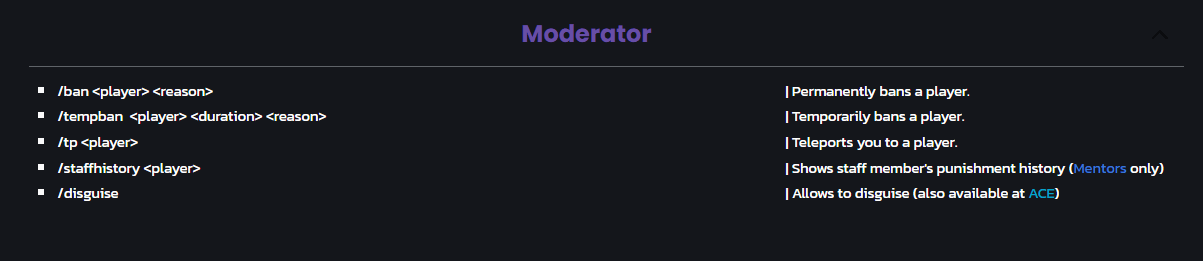 Moderator
/ban <player> <reason> | Permanently bans a player.
/tempban <player> <duration> <reason> | Temporarily bans a player.
/tp <player> | Teleports you to a player.
/staffhistory <player> | Shows staff member's punishment history (Mentors only)
/disguise | Allows to disguise (also available at ACE)